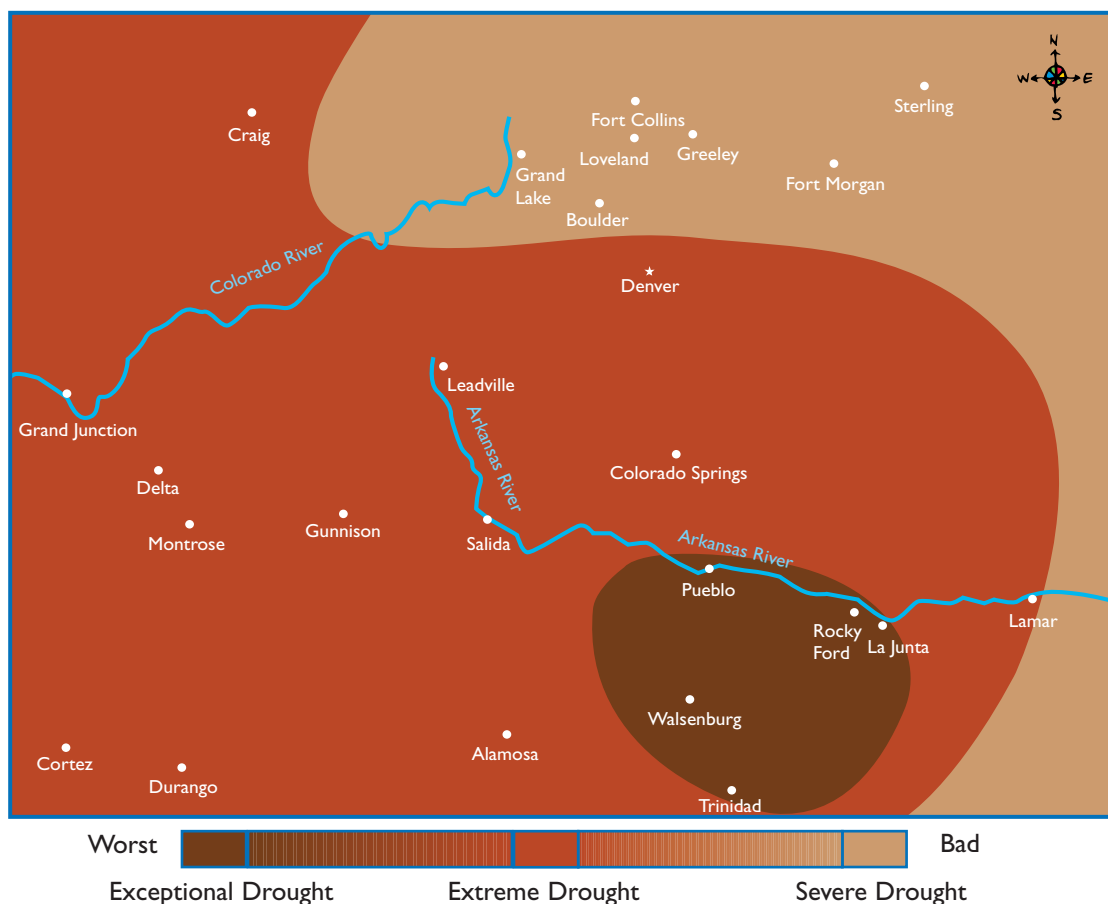 N
W E
S
Craig
Fort Collins
Sterling
Loveland
Greeley
Grand
Lake
Fort Morgan
Boulder
Colorado River
Denver
Leadville
Arkansas River
Grand Junction
Colorado Springs
Delta
Montrose
Gunnison
Salida
Arkansas River
Pueblo
Rocky
Ford
La Junta
Lamar
Walsenburg
Cortez
Durango
Alamosa
Trinidad
Worst
Bad
Exceptional Drought
Extreme Drought
Severe Drought